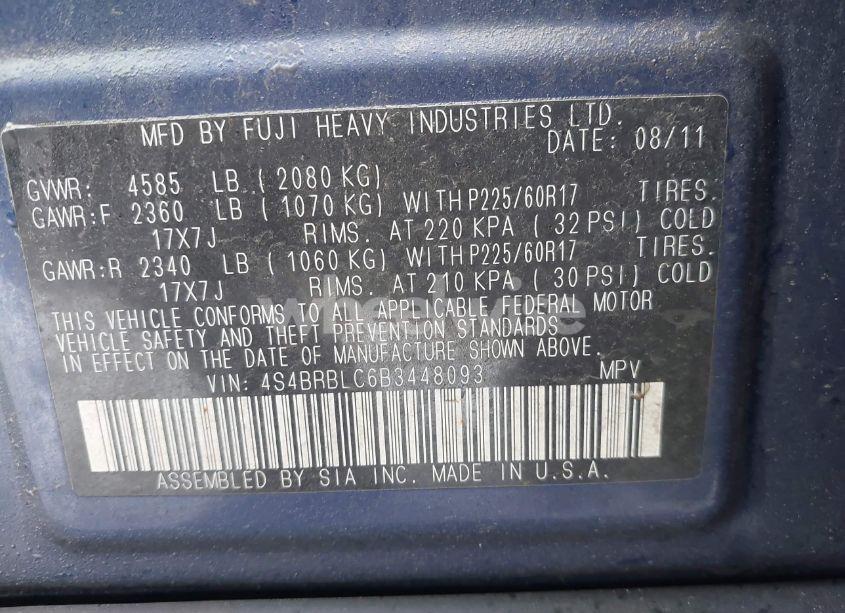 MFD BY FUJI HEAVY INDUSTRIES LTD.
DATE: 08/11
GVWR: 4585 LB ( 2080 KG)
GAWR:F 2360 LB ( 1070 KG) WITH P225/60R17 TIRES.
17X7J RIMS. AT 220 KPA ( 32 PSI) COLD
GAWR:R 2340 LB ( 1060 KG) WITH P225/60R17 TIRES.
17X7J RIMS. AT 210 KPA ( 30 PSI) COLD
THIS VEHICLE CONFORMS TO ALL APPLICABLE FEDERAL MOTOR
VEHICLE SAFETY AND THEFT PREVENTION STANDARDS
IN EFFECT ON THE DATE OF MANUFACTURE SHOWN ABOVE.
VIN: 4S4BRBLC6B3448093 MPV
ASSEMBLED BY SIA INC. MADE IN U.S.A.